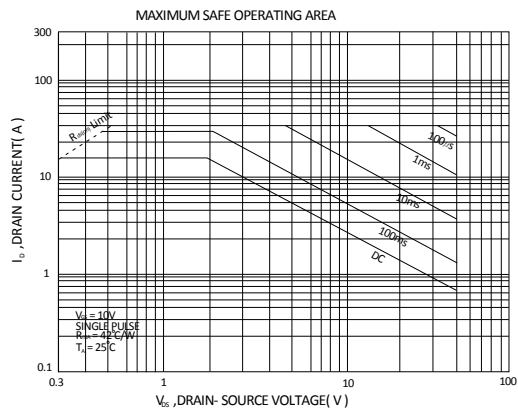 MAXIMUM SAFE OPERATING AREA
300
100
10
1
0.1
I_D ,DRAIN CURRENT( A )
R_DS(ON) Limit
100μs
1ms
10ms
100ms
DC
V_GS = 10V
SINGLE PULSE
R_θJA = 42°C/W
T_A = 25°C
0.3 1 10 100
V_DS ,DRAIN- SOURCE VOLTAGE( V )